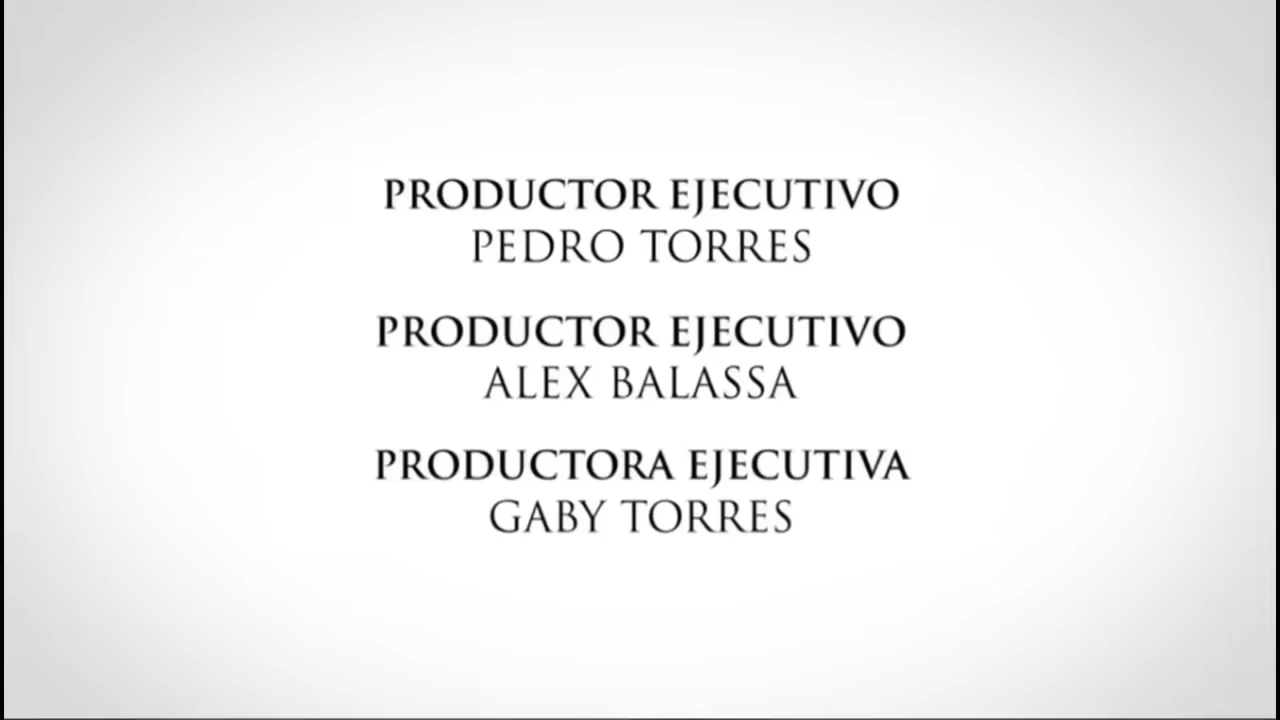 PRODUCTOR EJECUTIVO
PEDRO TORRES
PRODUCTOR EJECUTIVO
ALEX BALASSA
PRODUCTORA EJECUTIVA
GABY TORRES